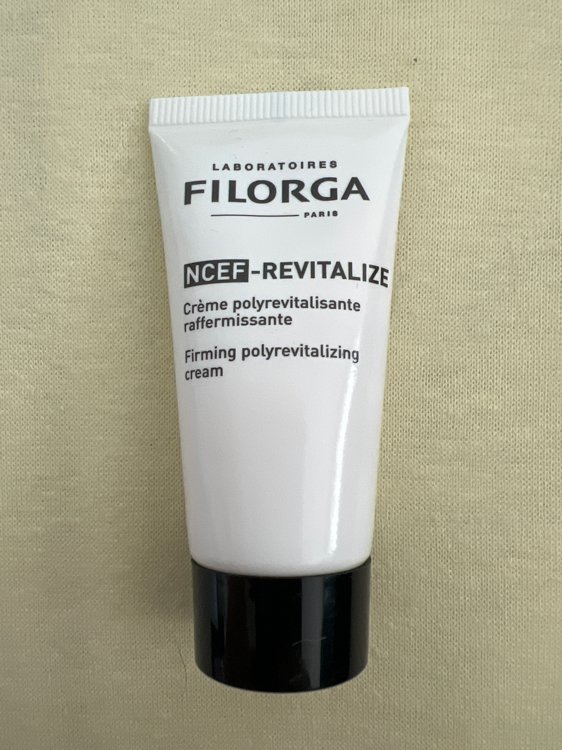 LABORATOIRES
FILORGA
PARIS
NCEF-REVITALIZE
Crème polyrevitalisante
raffermissante
Firming polyrevitalizing
cream